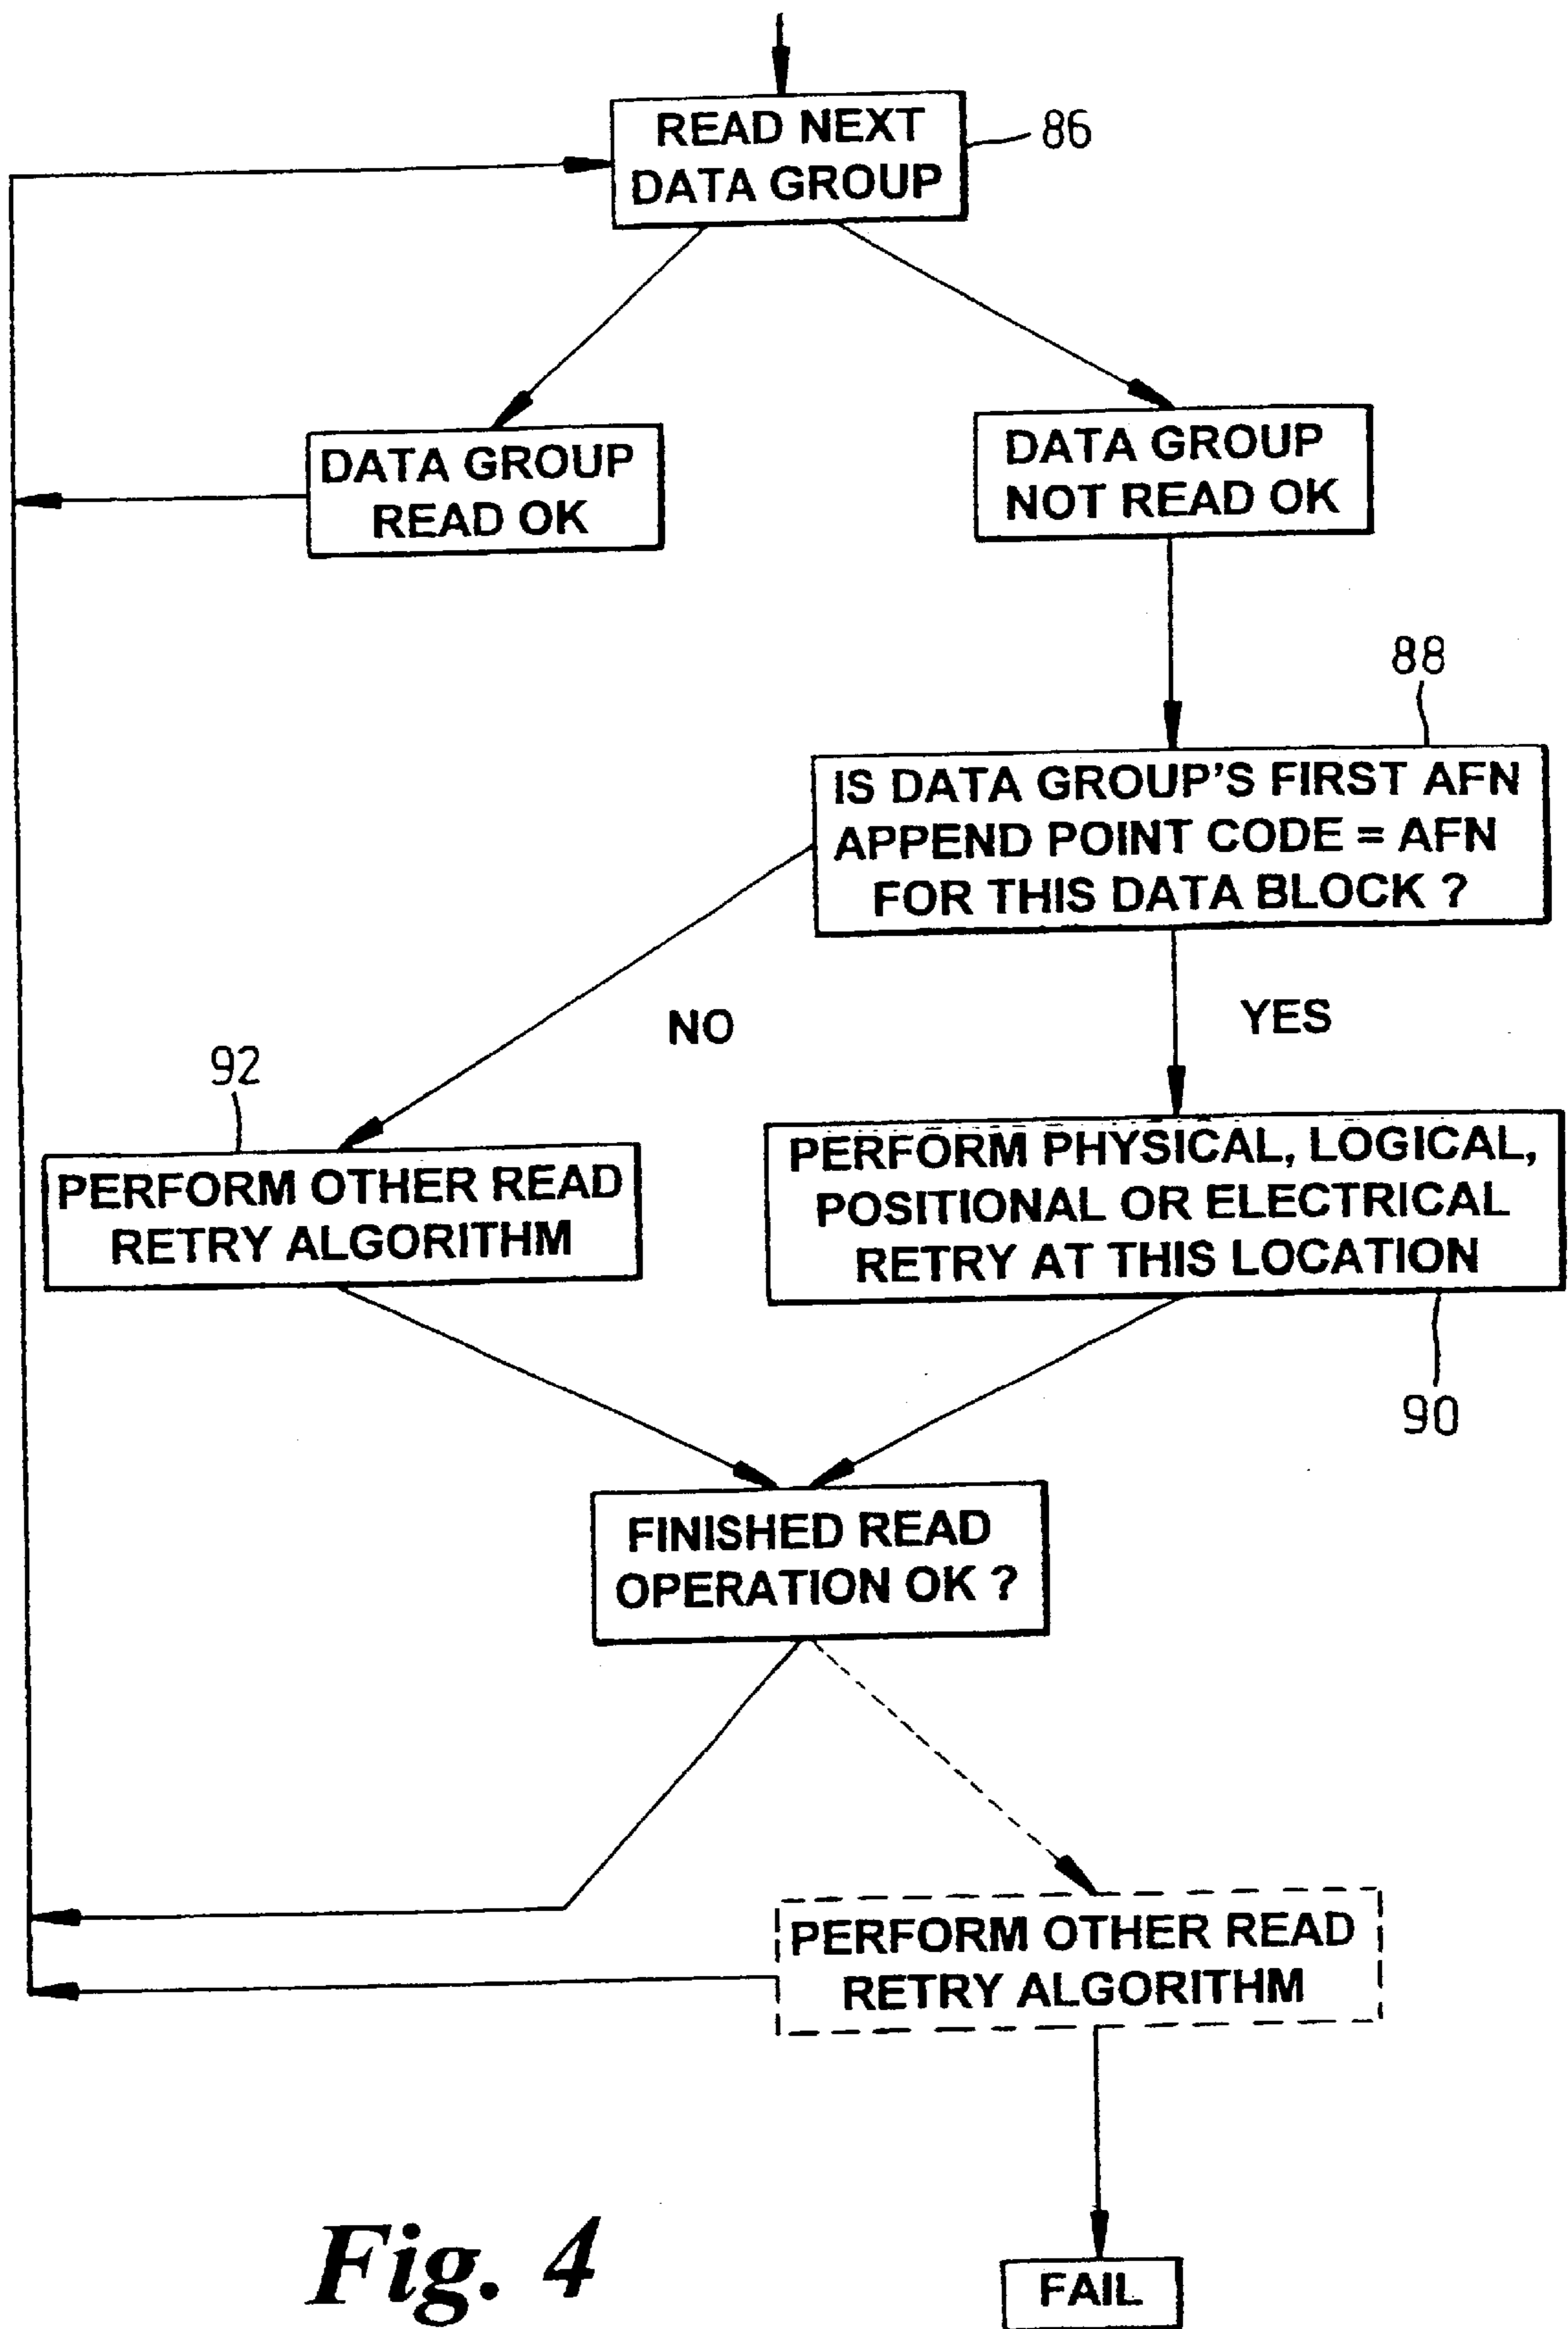 READ NEXT
DATA GROUP
86
DATA GROUP
READ OK
DATA GROUP
NOT READ OK
88
IS DATA GROUP'S FIRST AFN
APPEND POINT CODE = AFN
FOR THIS DATA BLOCK ?
NO
YES
92
PERFORM OTHER READ
RETRY ALGORITHM
PERFORM PHYSICAL, LOGICAL,
POSITIONAL OR ELECTRICAL
RETRY AT THIS LOCATION
90
FINISHED READ
OPERATION OK ?
PERFORM OTHER READ
RETRY ALGORITHM
FAIL
Fig. 4